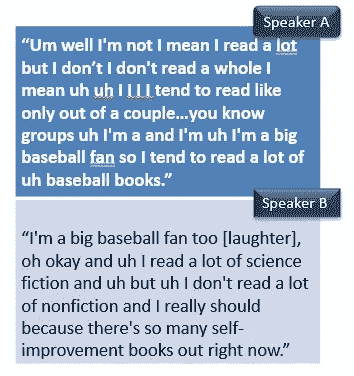 Speaker A
“Um well I'm not I mean I read a lot
but I don’t I don't read a whole I
mean uh uh I I I I tend to read like
only out of a couple...you know
groups uh I'm a and I'm uh I'm a big
baseball fan so I tend to read a lot of
uh baseball books.”
Speaker B
“I'm a big baseball fan too [laughter],
oh okay and uh I read a lot of science
fiction and uh but uh I don't read a lot
of nonfiction and I really should
because there's so many self-
improvement books out right now.”